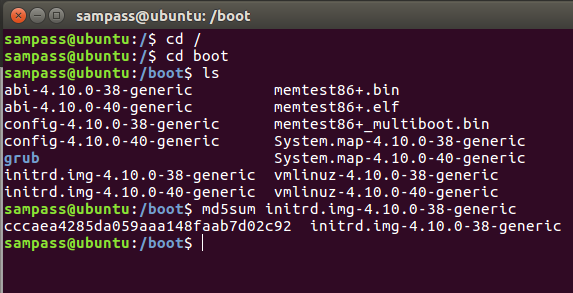 sampass@ubuntu: /boot
sampass@ubuntu:/$ cd /
sampass@ubuntu:/$ cd boot
sampass@ubuntu:/boot$ ls
abi-4.10.0-38-generic memtest86+.bin
abi-4.10.0-40-generic memtest86+.elf
config-4.10.0-38-generic memtest86+_multiboot.bin
config-4.10.0-40-generic System.map-4.10.0-38-generic
grub System.map-4.10.0-40-generic
initrd.img-4.10.0-38-generic vmlinuz-4.10.0-38-generic
initrd.img-4.10.0-40-generic vmlinuz-4.10.0-40-generic
sampass@ubuntu:/boot$ md5sum initrd.img-4.10.0-38-generic
cccaea4285da059aaa148faab7d02c92 initrd.img-4.10.0-38-generic
sampass@ubuntu:/boot$